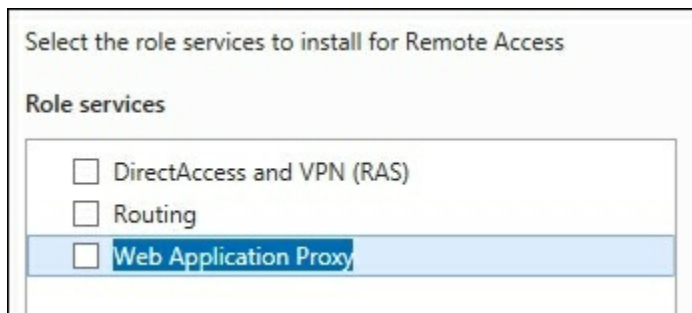 Select the role services to install for Remote Access
Role services
DirectAccess and VPN (RAS)
Routing
Web Application Proxy